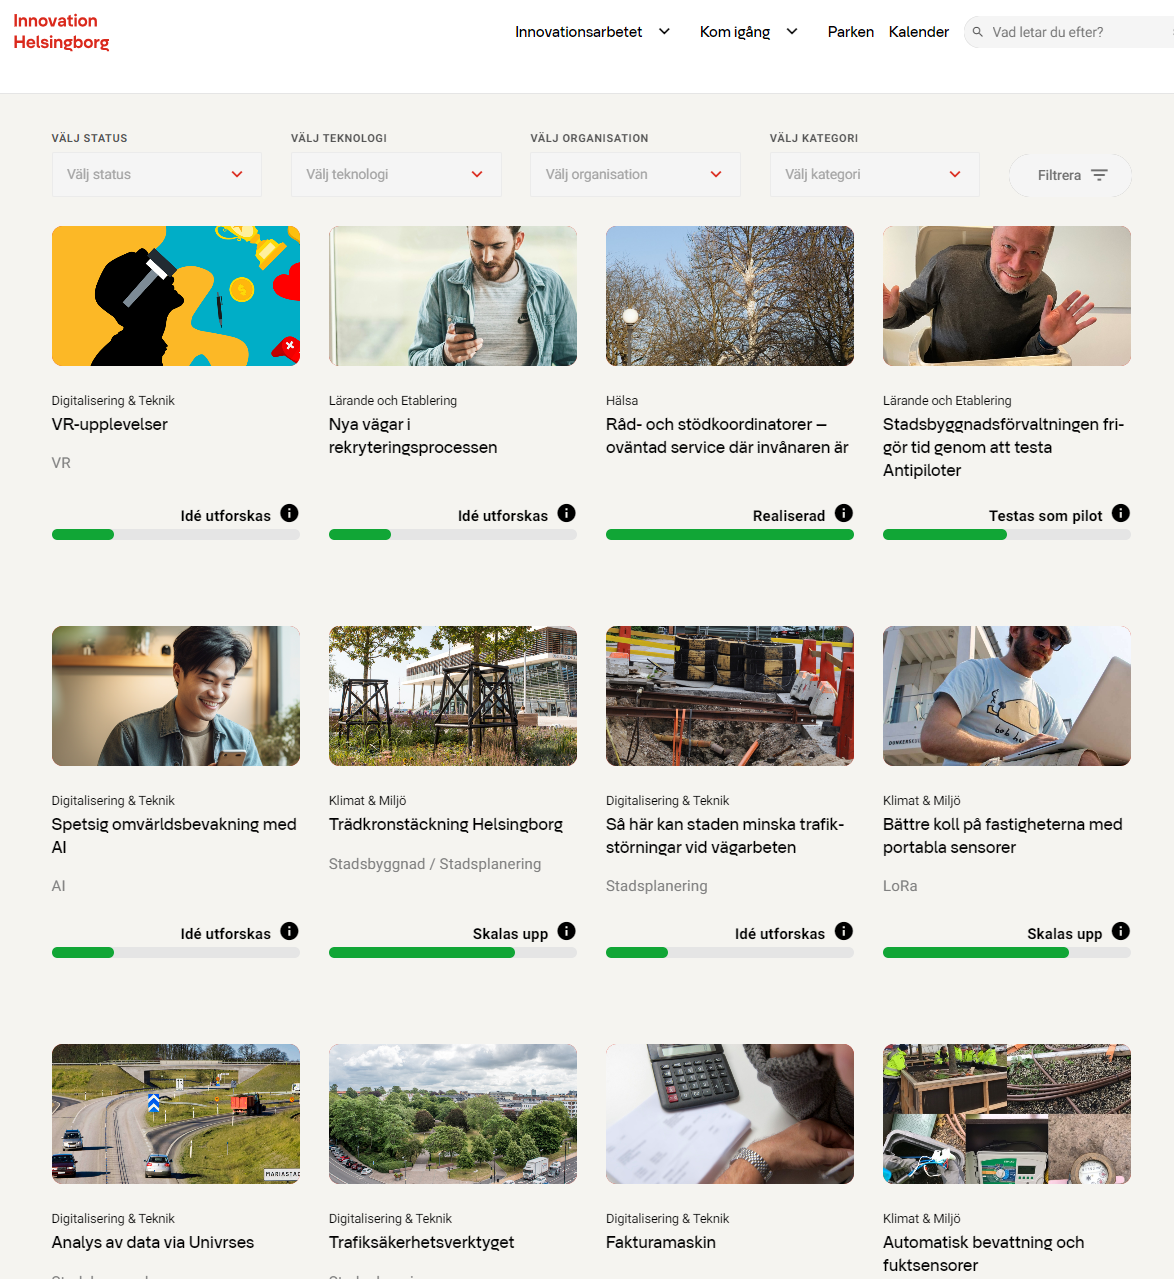 Innovation
Helsingborg
Innovationsarbetet
Kom igång
Parken
Kalender
Vad letar du efter?
VÄLJ STATUS
VÄLJ TEKNOLOGI
VÄLJ ORGANISATION
VÄLJ KATEGORI
Välj status
Välj teknologi
Välj organisation
Välj kategori
Filtrera
Digitalisering & Teknik
VR-upplevelser
VR
Idé utforskas
Lärande och Etablering
Nya vägar i
rekryteringsprocessen
Idé utforskas
Hälsa
Råd- och stödkoordinatorer –
oväntad service där invånaren är
Realiserad
Lärande och Etablering
Stadsbyggnadsförvaltningen fri-
gör tid genom att testa
Antipiloter
Testas som pilot
Digitalisering & Teknik
Spetsig omvärldsbevakning med
AI
AI
Idé utforskas
Klimat & Miljö
Trädkronstäckning Helsingborg
Stadsbyggnad / Stadsplanering
Skalas upp
Digitalisering & Teknik
Så här kan staden minska trafik-
störningar vid vägarbeten
Stadsplanering
Idé utforskas
Klimat & Miljö
Bättre koll på fastigheterna med
portabla sensorer
LoRa
Skalas upp
MARIASTAD
Digitalisering & Teknik
Analys av data via Univrses
Digitalisering & Teknik
Trafiksäkerhetsverktyget
Digitalisering & Teknik
Fakturamaskin
Klimat & Miljö
Automatisk bevattning och
fuktsensorer